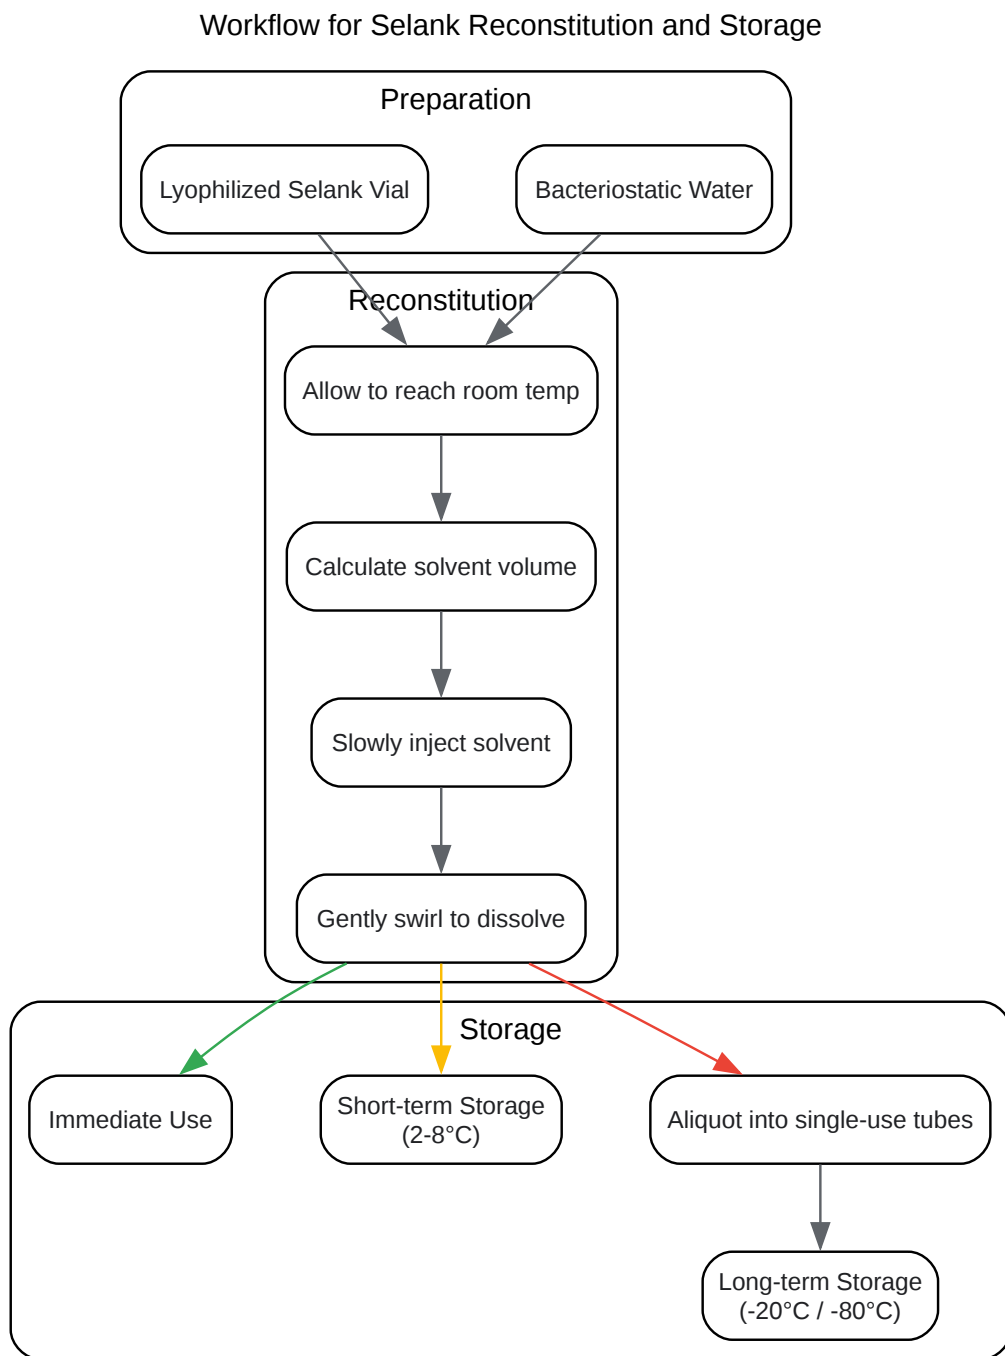 Workflow for Selank Reconstitution and Storage
Preparation
Lyophilized Selank Vial
Bacteriostatic Water
Reconstitution
Allow to reach room temp
Calculate solvent volume
Slowly inject solvent
Gently swirl to dissolve
Storage
Immediate Use
Short-term Storage
(2-8°C)
Aliquot into single-use tubes
Long-term Storage
(-20°C / -80°C)